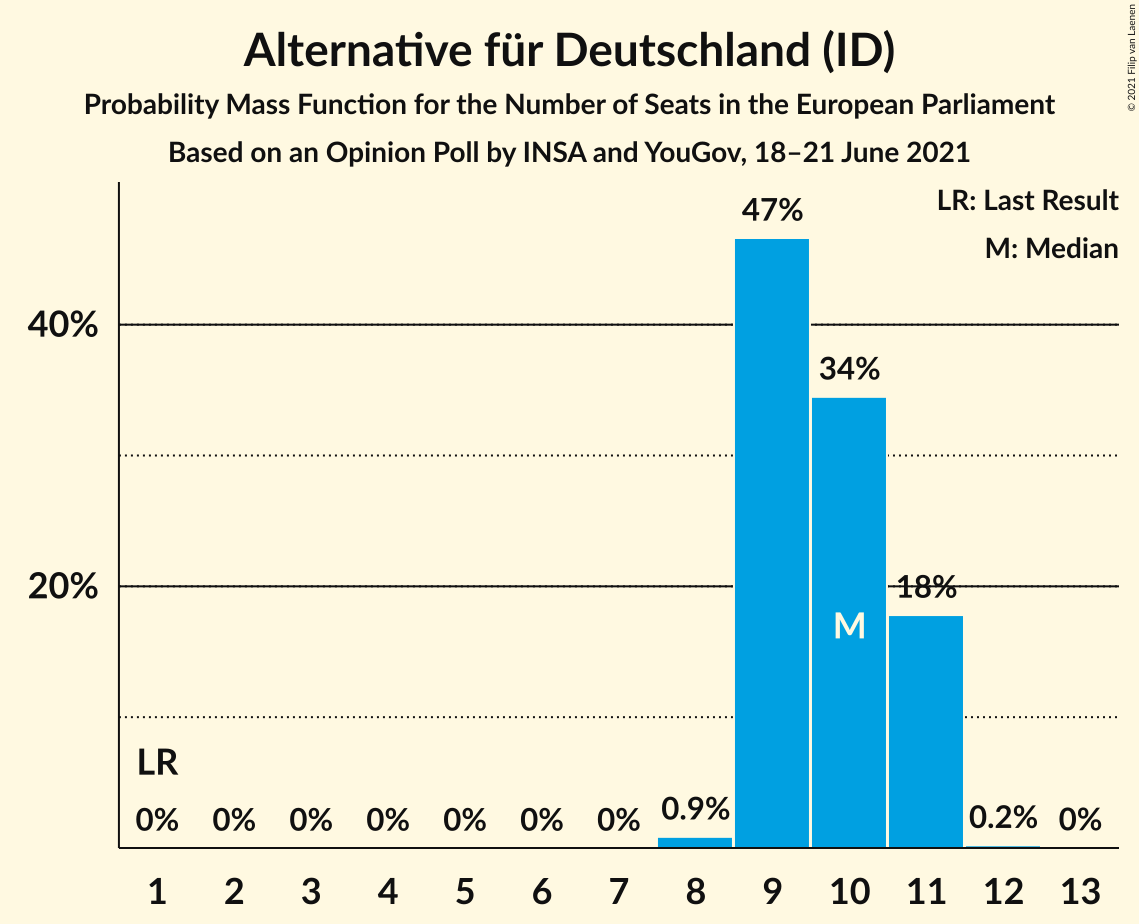 Alternative für Deutschland (ID)
Probability Mass Function for the Number of Seats in the European Parliament
Based on an Opinion Poll by INSA and YouGov, 18–21 June 2021
© 2021 Filip van Laenen
LR: Last Result
M: Median
47%
40%
34%
20%
18%
M
LR
0% 0% 0% 0% 0% 0% 0% 0.9% 0.2% 0%
1 2 3 4 5 6 7 8 9 10 11 12 13